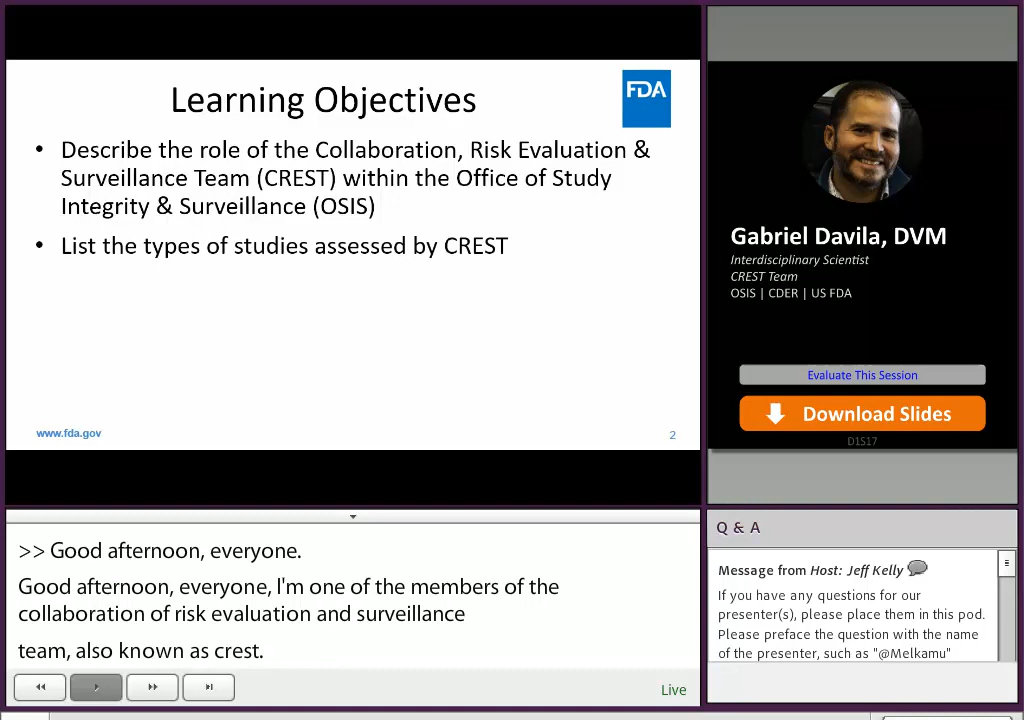 Learning Objectives
FDA
• Describe the role of the Collaboration, Risk Evaluation &
Surveillance Team (CREST) within the Office of Study
Integrity & Surveillance (OSIS)
• List the types of studies assessed by CREST
www.fda.gov
2
Gabriel Davila, DVM
Interdisciplinary Scientist
CREST Team
OSIS | CDER | US FDA
Evaluate This Session
Download Slides
D1S17
>> Good afternoon, everyone.
Good afternoon, everyone, I'm one of the members of the
collaboration of risk evaluation and surveillance
team, also known as crest.
Live
Q & A
Message from Host: Jeff Kelly
If you have any questions for our
presenter(s), please place them in this pod.
Please preface the question with the name
of the presenter, such as "@Melkamu"